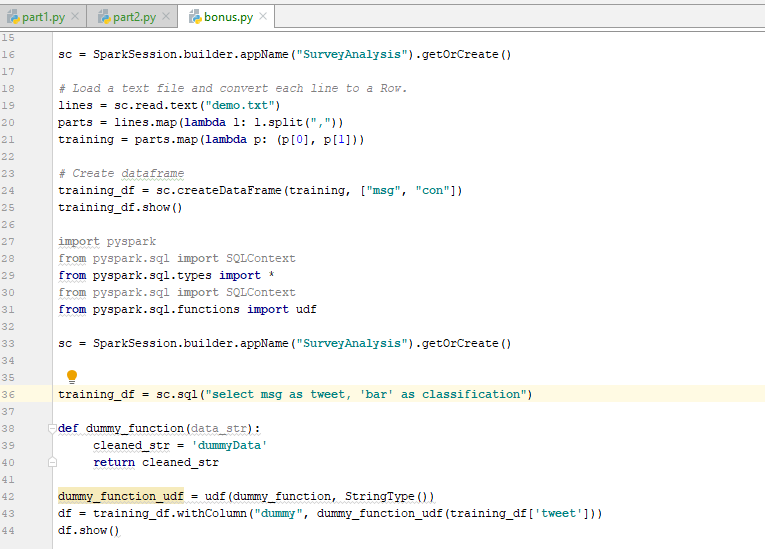 part1.py part2.py bonus.py
15
16 sc = SparkSession.builder.appName("SurveyAnalysis").getOrCreate()
17
18 # Load a text file and convert each line to a Row.
19 lines = sc.read.text("demo.txt")
20 parts = lines.map(lambda l: l.split(","))
21 training = parts.map(lambda p: (p[0], p[1]))
22
23 # Create dataframe
24 training_df = sc.createDataFrame(training, ["msg", "con"])
25 training_df.show()
26
27 import pyspark
28 from pyspark.sql import SQLContext
29 from pyspark.sql.types import *
30 from pyspark.sql import SQLContext
31 from pyspark.sql.functions import udf
32
33 sc = SparkSession.builder.appName("SurveyAnalysis").getOrCreate()
34
35
36 training_df = sc.sql("select msg as tweet, 'bar' as classification")
37
38 def dummy_function(data_str):
39 cleaned_str = 'dummyData'
40 return cleaned_str
41
42 dummy_function_udf = udf(dummy_function, StringType())
43 df = training_df.withColumn("dummy", dummy_function_udf(training_df['tweet']))
44 df.show()